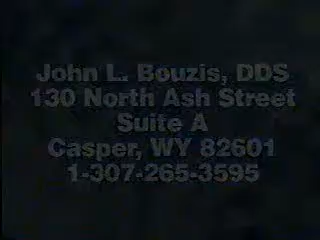 John L. Bouzis, DDS
130 North Ash Street
Suite A
Casper, WY 82601
1-307-265-3595